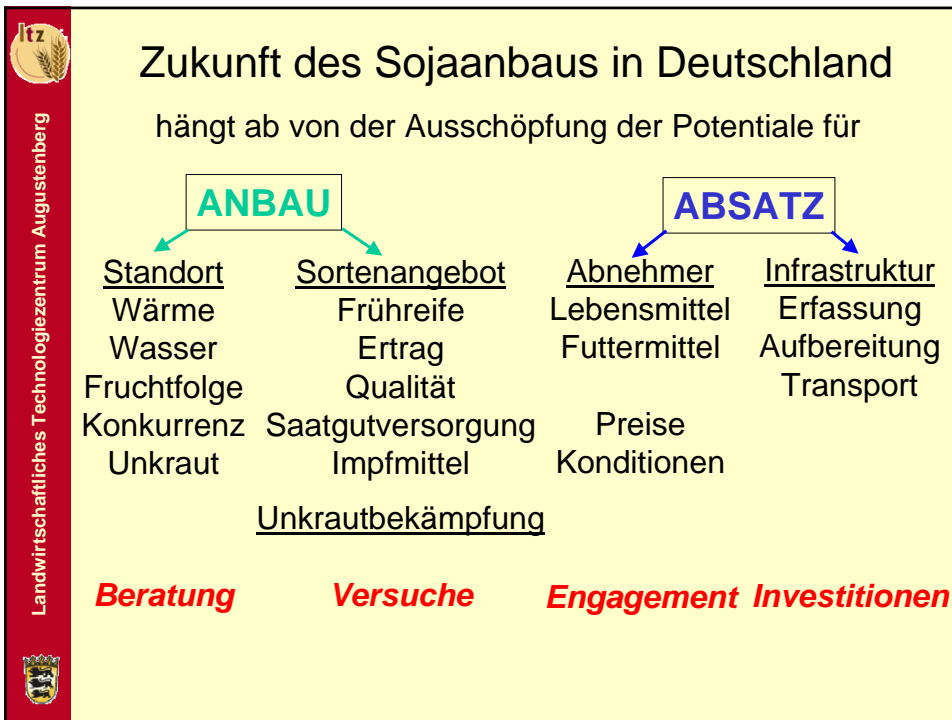 ltz
Landwirtschaftliches Technologiezentrum Augustenberg
Zukunft des Sojaanbaus in Deutschland
hängt ab von der Ausschöpfung der Potentiale für
ANBAU
Standort
Wärme
Wasser
Fruchtfolge
Konkurrenz
Unkraut
Sortenangebot
Frühreife
Ertrag
Qualität
Saatgutversorgung
Impfmittel
Unkrautbekämpfung
ABSATZ
Abnehmer
Lebensmittel
Futtermittel
Preise
Konditionen
Infrastruktur
Erfassung
Aufbereitung
Transport
Beratung
Versuche
Engagement
Investitionen